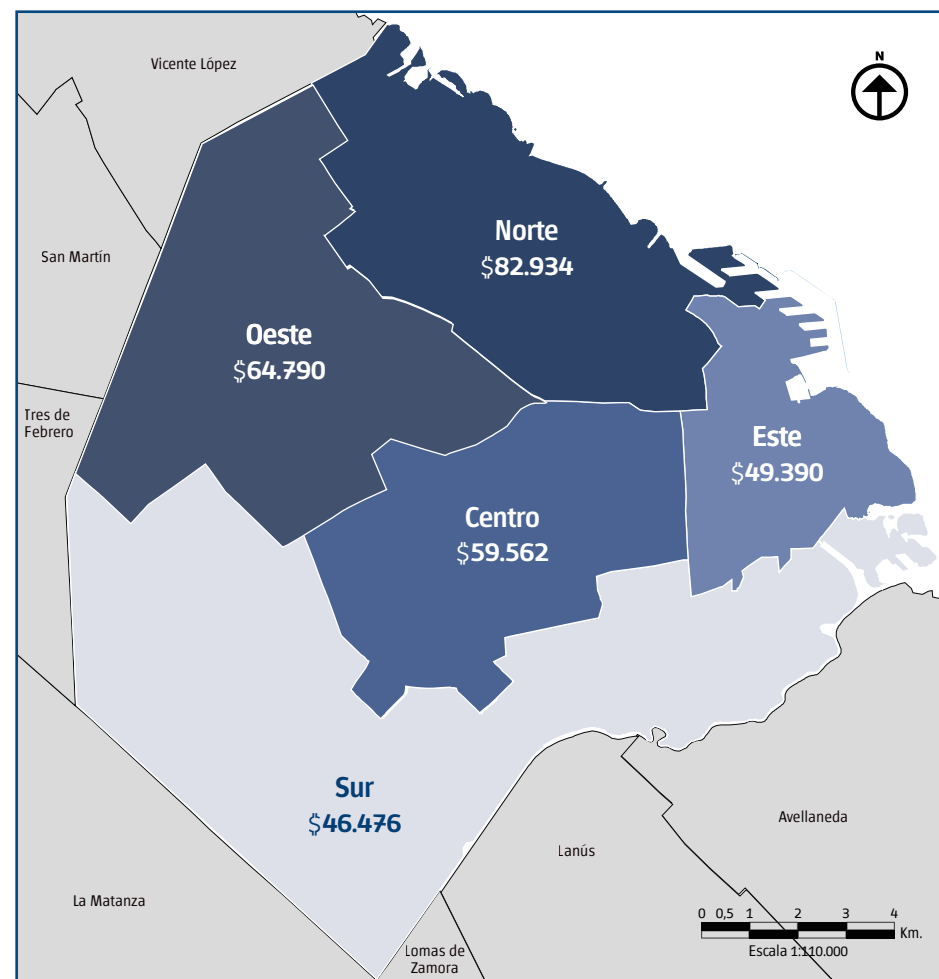 Vicente López
N
Norte
$82.934
San Martín
Oeste
$64.790
Tres de
Febrero
Este
$49.390
Centro
$59.562
Sur
$46.476
Avellaneda
Lanús
La Matanza
0 0,5 1 2 3 4
Km.
Escala 1:110.000
Lomas de
Zamora